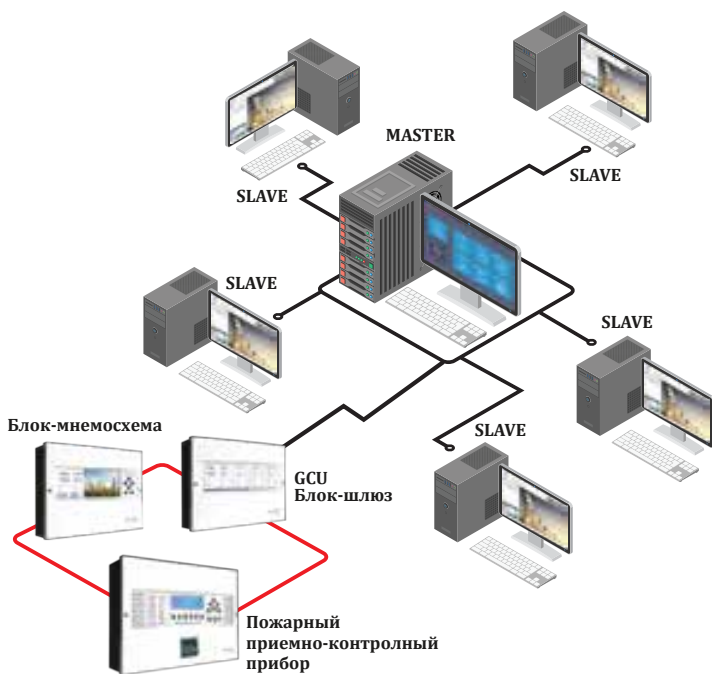 MASTER
SLAVE
SLAVE
SLAVE
SLAVE
SLAVE
Блок-мнемосхема
GCU
Блок-шлюз
Пожарный
приемно-контролный
прибор